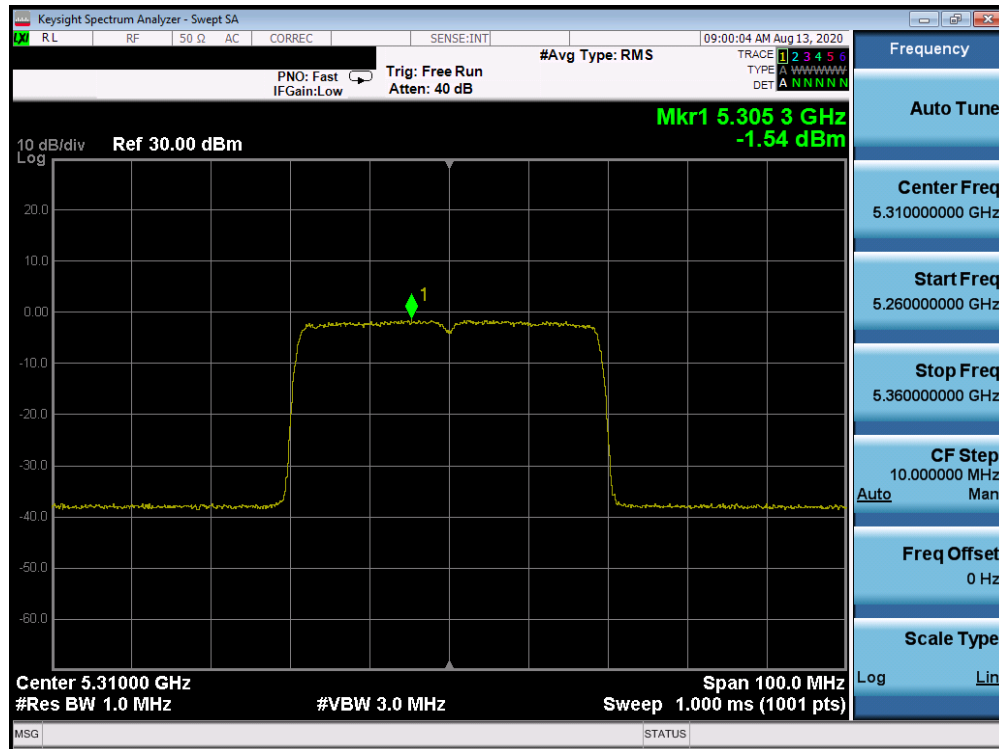 Keysight Spectrum Analyzer - Swept SA
LXI RL RF 50 Ω AC CORREC SENSE:INT 09:00:04 AM Aug 13, 2020
PNO: Fast
IFGain:Low
Trig: Free Run
Atten: 40 dB
#Avg Type: RMS
TRACE 1 2 3 4 5 6
TYPE A WWWWW
DET A N N N N N
Mkr1 5.305 3 GHz
-1.54 dBm
10 dB/div Ref 30.00 dBm
Log
20.0
10.0
0.00
-10.0
-20.0
-30.0
-40.0
-50.0
-60.0
1
Center 5.31000 GHz Span 100.0 MHz
#Res BW 1.0 MHz #VBW 3.0 MHz Sweep 1.000 ms (1001 pts)
MSG STATUS
Frequency
Auto Tune
Center Freq
5.310000000 GHz
Start Freq
5.260000000 GHz
Stop Freq
5.360000000 GHz
CF Step
10.000000 MHz
Auto Man
Freq Offset
0 Hz
Scale Type
Log Lin